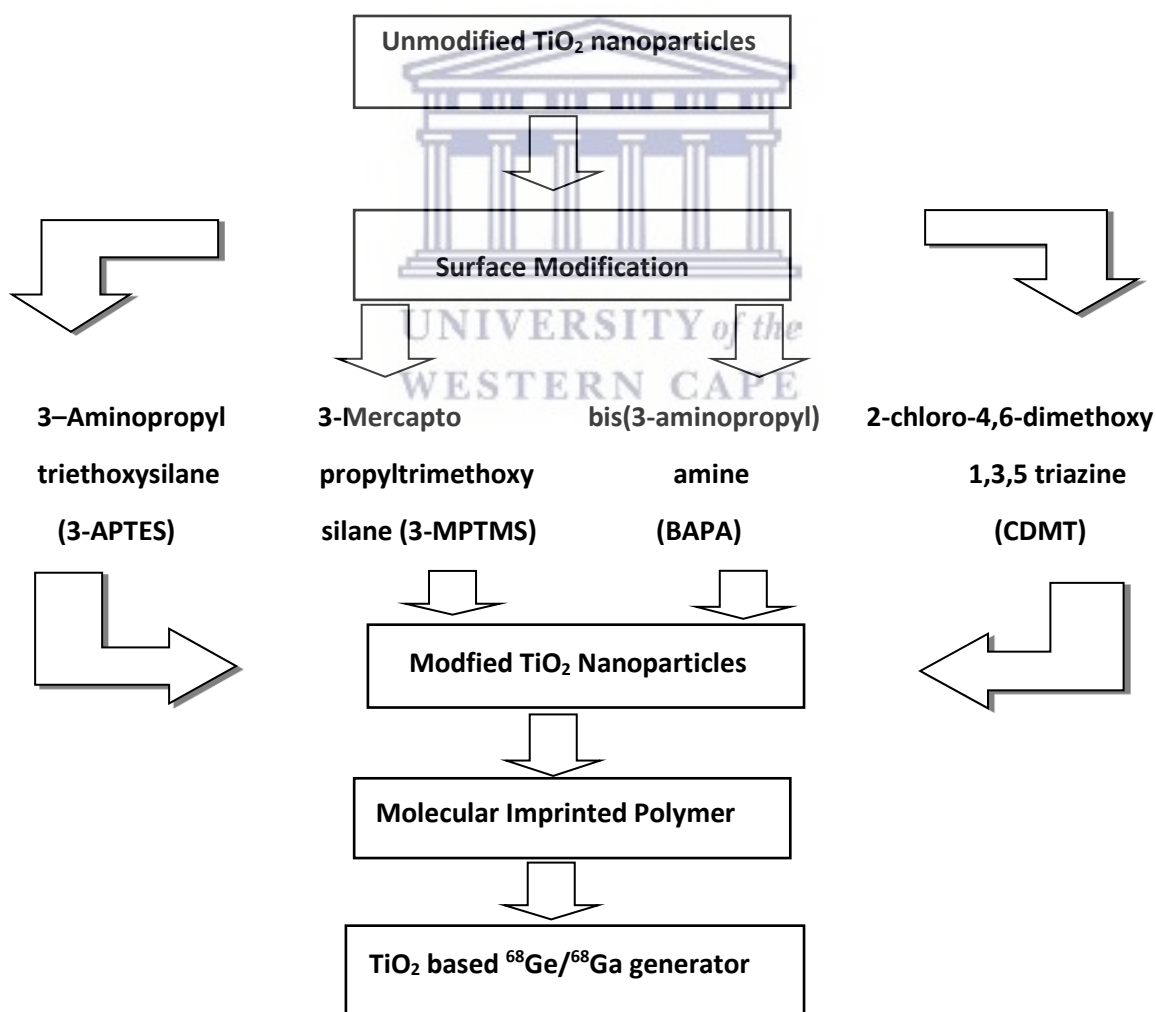 Unmodified TiO₂ nanoparticles
Surface Modification
UNIVERSITY of the
WESTERN CAPE
3–Aminopropyl
triethoxysilane
(3-APTES)
3-Mercapto
propyltrimethoxy
silane (3-MPTMS)
bis(3-aminopropyl)
amine
(BAPA)
2-chloro-4,6-dimethoxy
1,3,5 triazine
(CDMT)
Modfied TiO₂ Nanoparticles
Molecular Imprinted Polymer
TiO₂ based ⁶⁸Ge/⁶⁸Ga generator